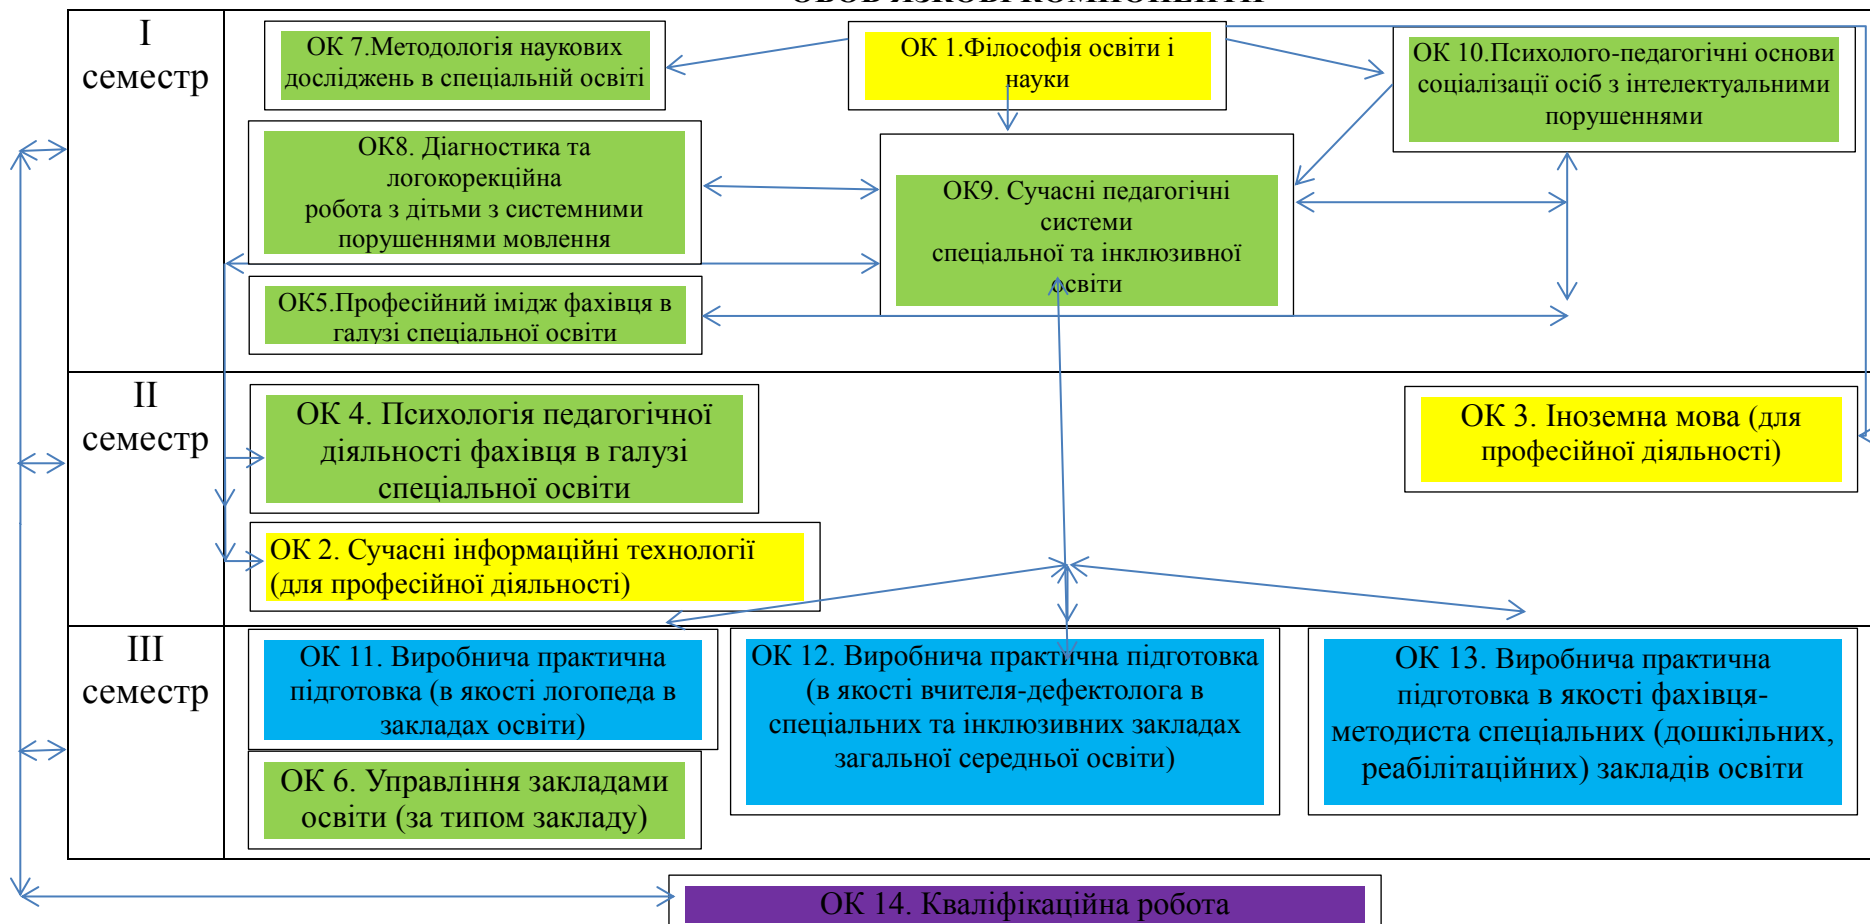 ОБОВ'ЯЗКОВІ КОМПОНЕНТИ
І
семестр
ОК 7.Методологія наукових
досліджень в спеціальній освіті
ОК 1.Філософія освіти і
науки
ОК 10.Психолого-педагогічні основи
соціалізації осіб з інтелектуальними
порушеннями
ОК8. Діагностика та
логокорекційна
робота з дітьми з системними
порушеннями мовлення
ОК9. Сучасні педагогічні
системи
спеціальної та інклюзивної
освіти
ОК5.Професійний імідж фахівця в
галузі спеціальної освіти
ІІ
семестр
ОК 4. Психологія педагогічної
діяльності фахівця в галузі
спеціальної освіти
ОК 3. Іноземна мова (для
професійної діяльності)
ОК 2. Сучасні інформаційні технології
(для професійної діяльності)
ІІІ
семестр
ОК 11. Виробнича практична
підготовка (в якості логопеда в
закладах освіти)
ОК 12. Виробнича практична підготовка
(в якості вчителя-дефектолога в
спеціальних та інклюзивних закладах
загальної середньої освіти)
ОК 13. Виробнича практична
підготовка в якості фахівця-
методиста спеціальних (дошкільних,
реабілітаційних) закладів освіти
ОК 6. Управління закладами
освіти (за типом закладу)
ОК 14. Кваліфікаційна робота